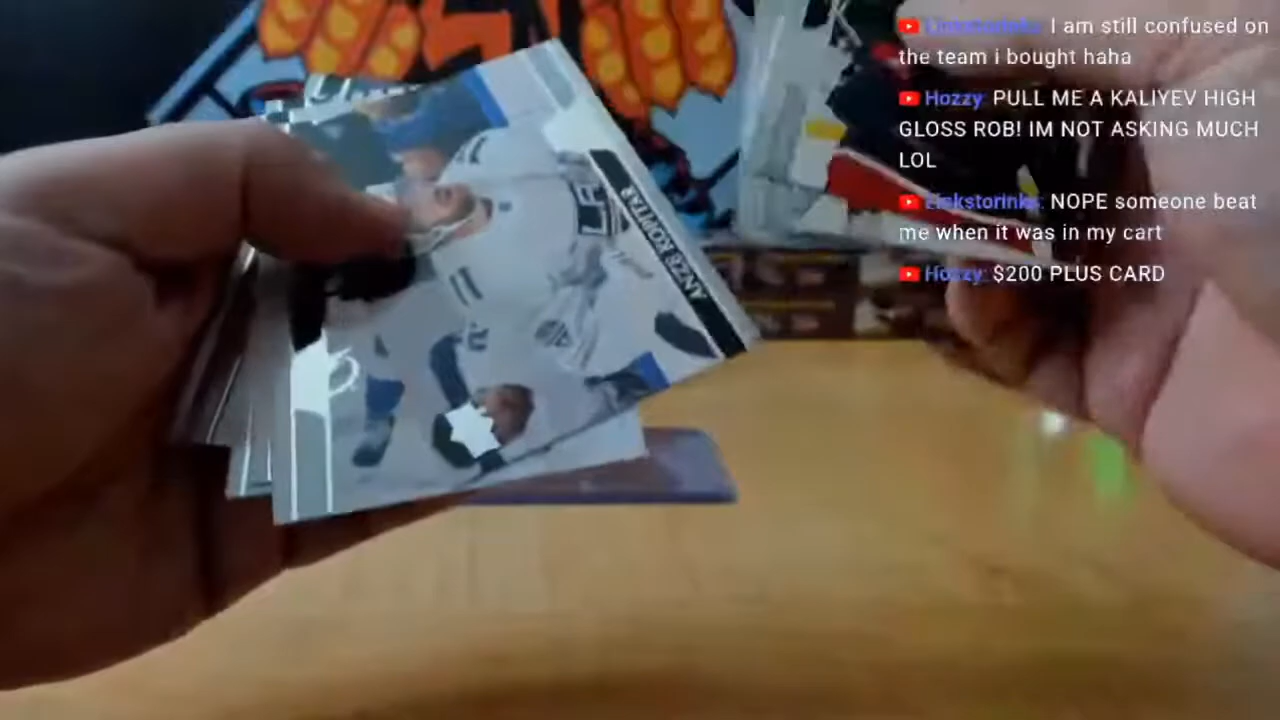 I am still confused on
the team i bought haha
Hozzy: PULL ME A KALIYEV HIGH
GLOSS ROB! IM NOT ASKING MUCH
LOL
NOPE someone beat
me when it was in my cart
Hozzy: $200 PLUS CARD
ANZE KOPITAR
LA